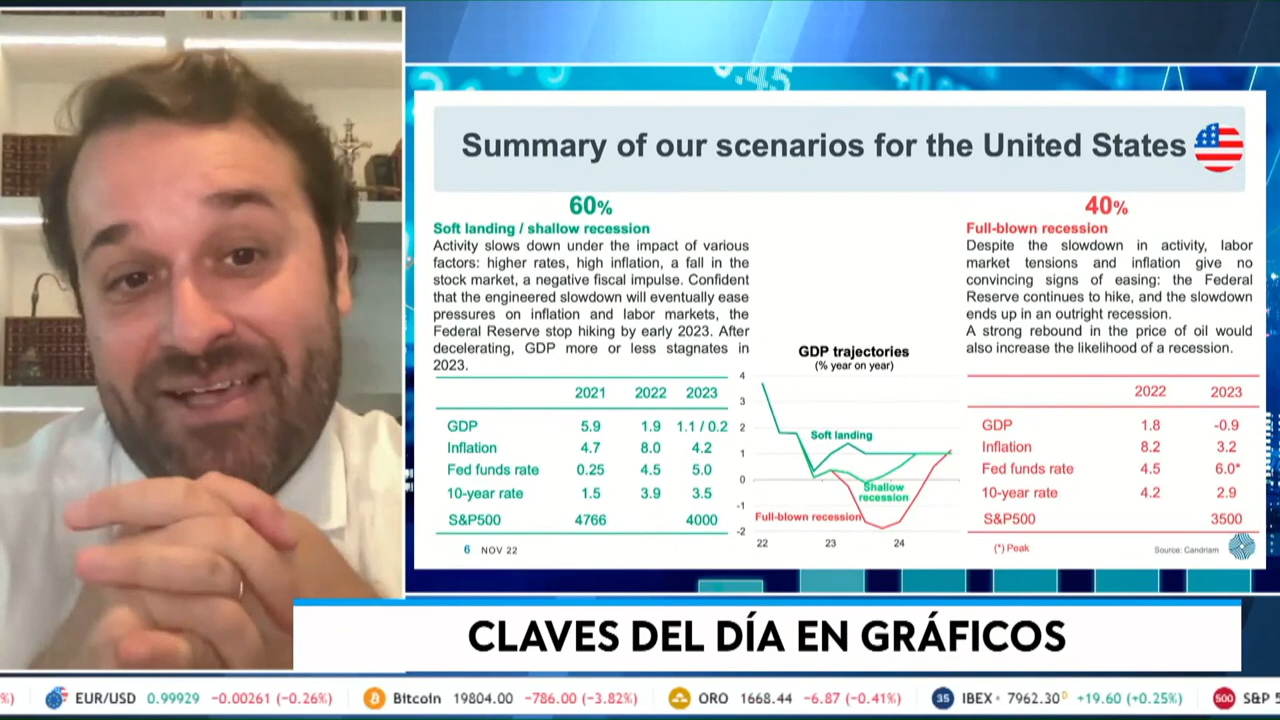 .45
Summary of our scenarios for the United States
60%
Soft landing / shallow recession
Activity slows down under the impact of various
factors: higher rates, high inflation, a fall in the
stock market, a negative fiscal impulse. Confident
that the engineered slowdown will eventually ease
pressures on inflation and labor markets, the
Federal Reserve stop hiking by early 2023. After
decelerating, GDP more or less stagnates in
2023.
2021 2022 2023
GDP 5.9 1.9 1.1 / 0.2
Inflation 4.7 8.0 4.2
Fed funds rate 0.25 4.5 5.0
10-year rate 1.5 3.9 3.5
S&P500 4766 4000
6 NOV 22
GDP trajectories
(% year on year)
4
3
2
1
0
-1
-2
Soft landing
Shallow
recession
Full-blown recession
22 23 24
40%
Full-blown recession
Despite the slowdown in activity, labor
market tensions and inflation give no
convincing signs of easing: the Federal
Reserve continues to hike, and the slowdown
ends up in an outright recession.
A strong rebound in the price of oil would
also increase the likelihood of a recession.
2022 2023
GDP 1.8 -0.9
Inflation 8.2 3.2
Fed funds rate 4.5 6.0*
10-year rate 4.2 2.9
S&P500 3500
(*) Peak
Source: Candriam
CLAVES DEL DÍA EN GRÁFICOS
%) EUR/USD 0.99929 -0.00261 (-0.26%) Bitcoin 19804.00 -786.00 (-3.82%) ORO 1668.44 -6.87 (-0.41%) 35 IBEX 7962.30 +19.60 (+0.25%) 500 S&P